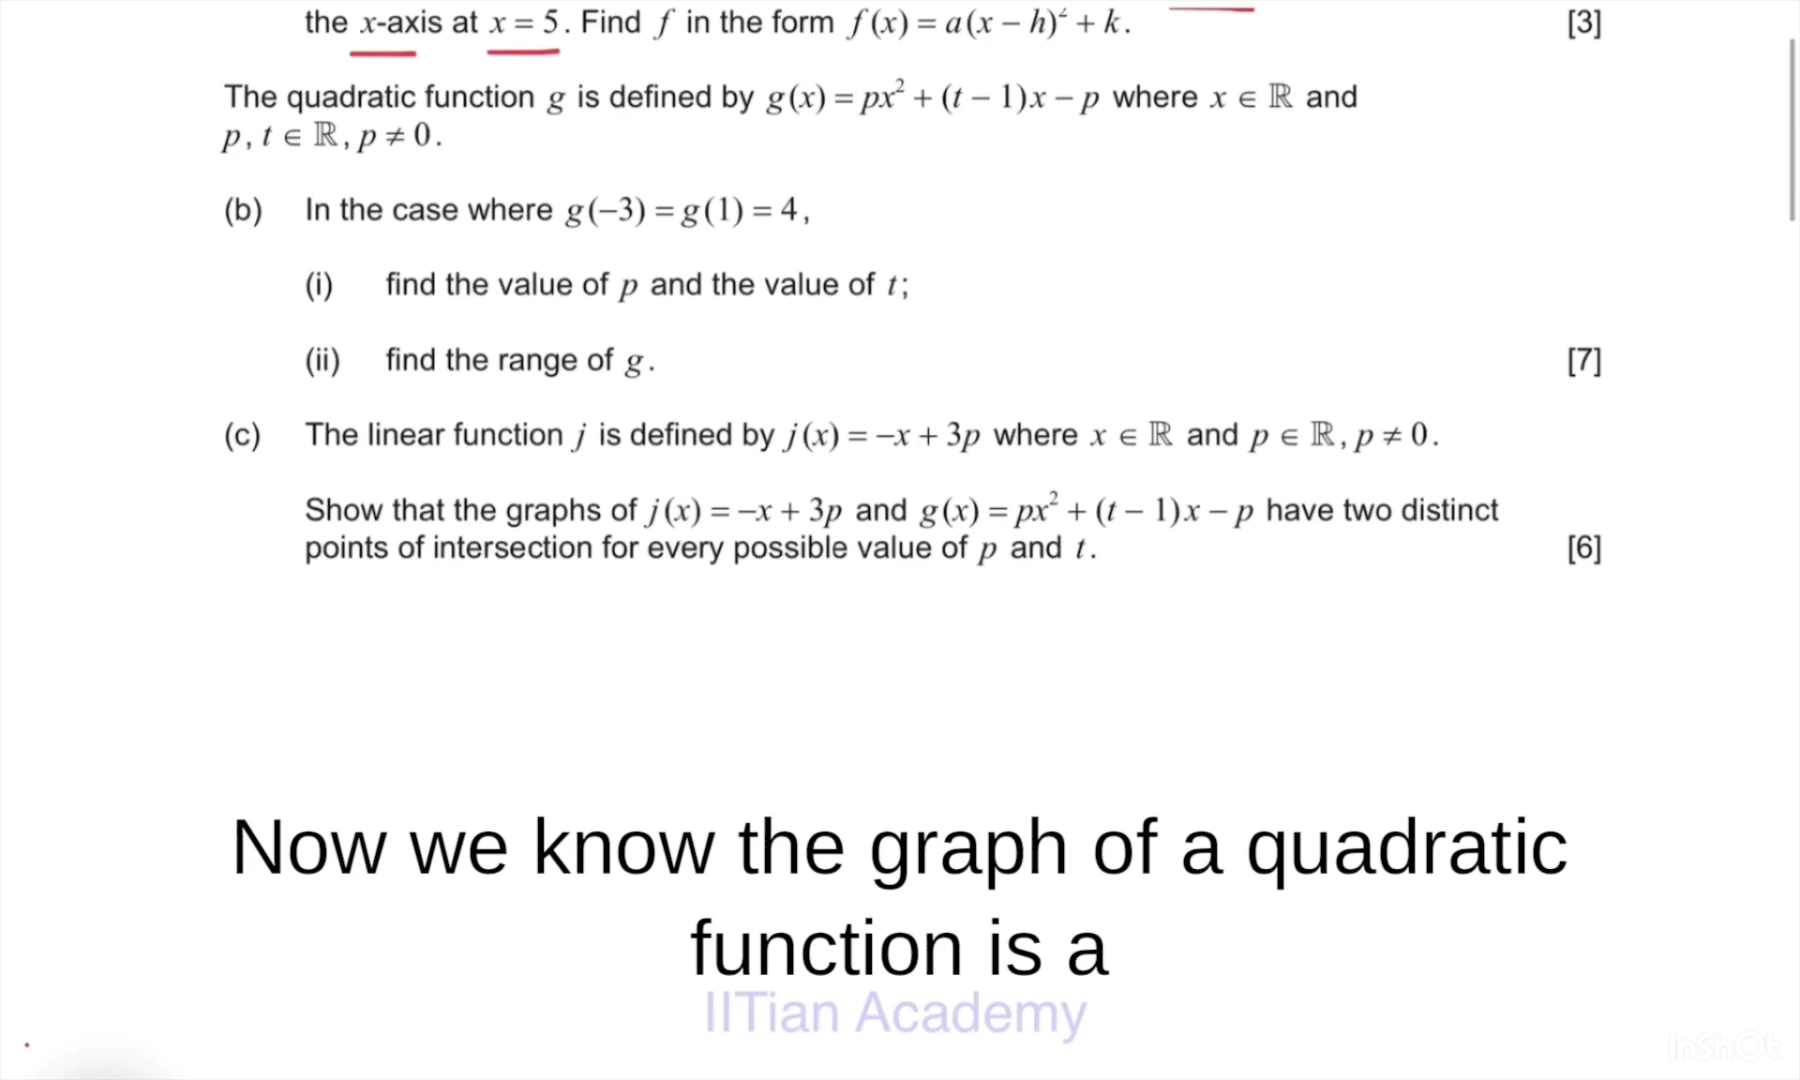 the x-axis at x = 5. Find f in the form f(x) = a(x − h)² + k. [3]
The quadratic function g is defined by g(x) = px² + (t − 1)x − p where x ∈ ℝ and
p, t ∈ ℝ, p ≠ 0.
(b) In the case where g(−3) = g(1) = 4,
(i) find the value of p and the value of t;
(ii) find the range of g. [7]
(c) The linear function j is defined by j(x) = −x + 3p where x ∈ ℝ and p ∈ ℝ, p ≠ 0.
Show that the graphs of j(x) = −x + 3p and g(x) = px² + (t − 1)x − p have two distinct
points of intersection for every possible value of p and t. [6]
Now we know the graph of a quadratic
function is a
IITian Academy
InShOt